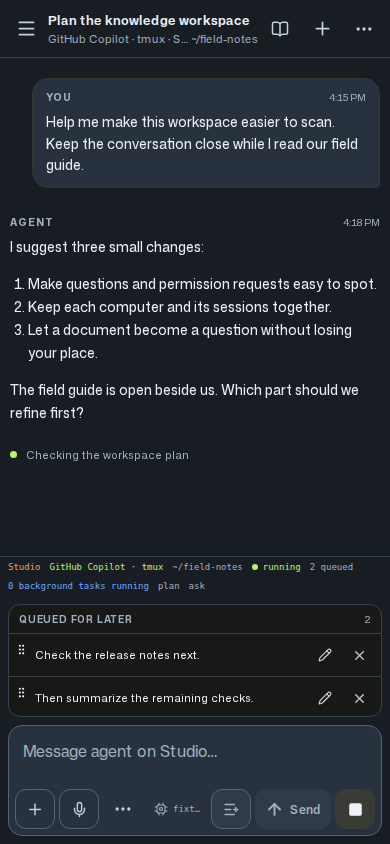 Plan the knowledge workspace
GitHub Copilot · tmux · S... ~/field-notes
YOU 4:15 PM
Help me make this workspace easier to scan.
Keep the conversation close while I read our field
guide.
AGENT 4:18 PM
I suggest three small changes:
1. Make questions and permission requests easy to spot.
2. Keep each computer and its sessions together.
3. Let a document become a question without losing
your place.
The field guide is open beside us. Which part should we
refine first?
Checking the workspace plan
Studio GitHub Copilot · tmux ~/field-notes running 2 queued
0 background tasks running plan ask
QUEUED FOR LATER 2
Check the release notes next.
Then summarize the remaining checks.
Message agent on Studio...
fixt... Send